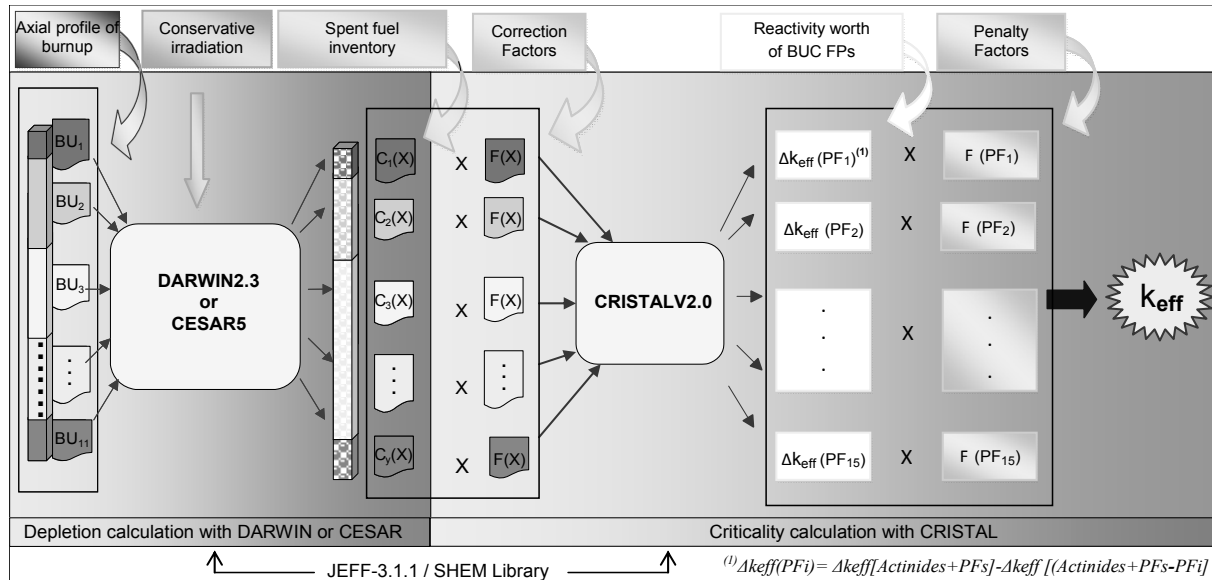 Axial profile of
burnup
Conservative
irradiation
Spent fuel
inventory
Correction
Factors
Reactivity worth
of BUC FPs
Penalty
Factors
BU1
BU2
BU3
.
.
.
BU11
DARWIN2.3
or
CESAR5
C1(X) X F(X)
C2(X) X F(X)
C3(X) X F(X)
. X .
. .
. .
Cy(X) X F(X)
CRISTALV2.0
Δkeff (PF1)(1) X F (PF1)
Δkeff (PF2) X F (PF2)
. X .
. .
. .
Δkeff (PF15) X F (PF15)
keff
Depletion calculation with DARWIN or CESAR
Criticality calculation with CRISTAL
JEFF-3.1.1 / SHEM Library
(1)Δkeff(PFi)= Δkeff[Actinides+PFs]-Δkeff [(Actinides+PFs-PFi]